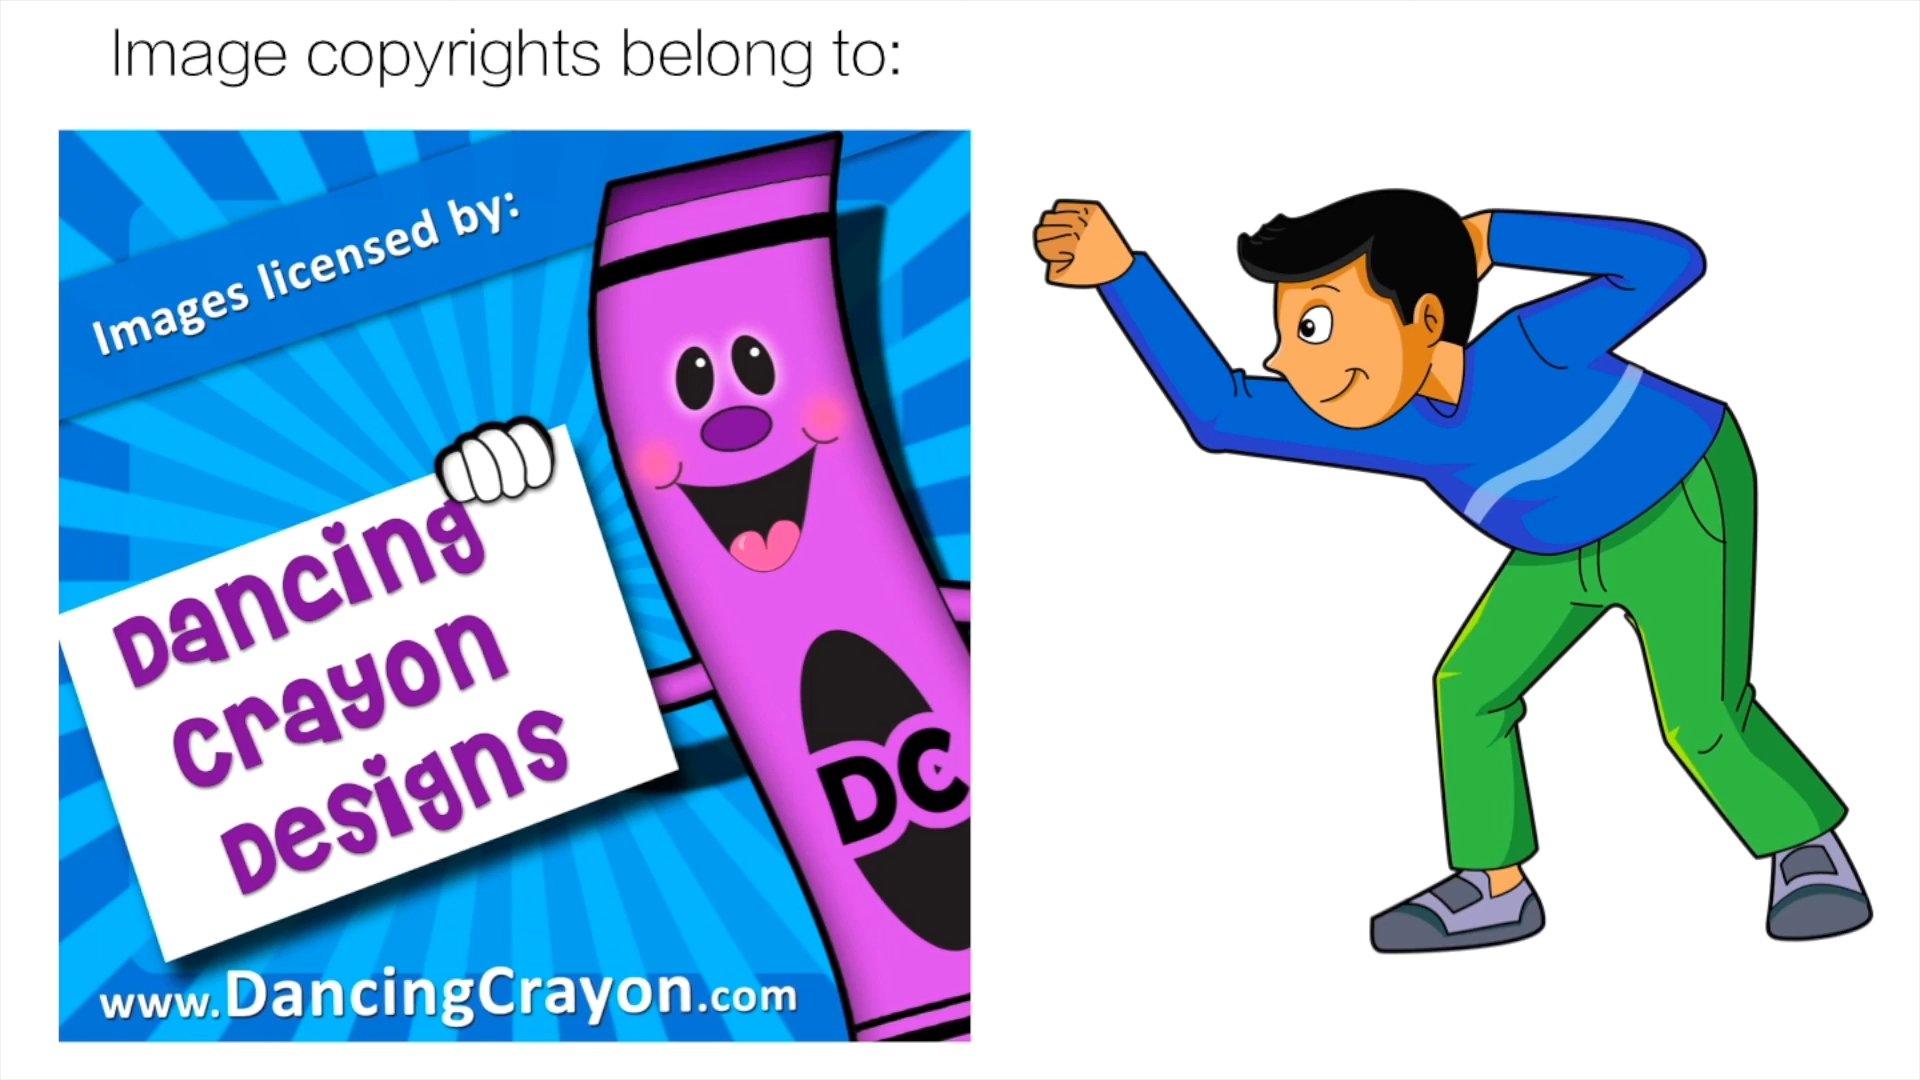 Image copyrights belong to:
Images licensed by:
Dancing
Crayon
Designs
DC
www.DancingCrayon.com